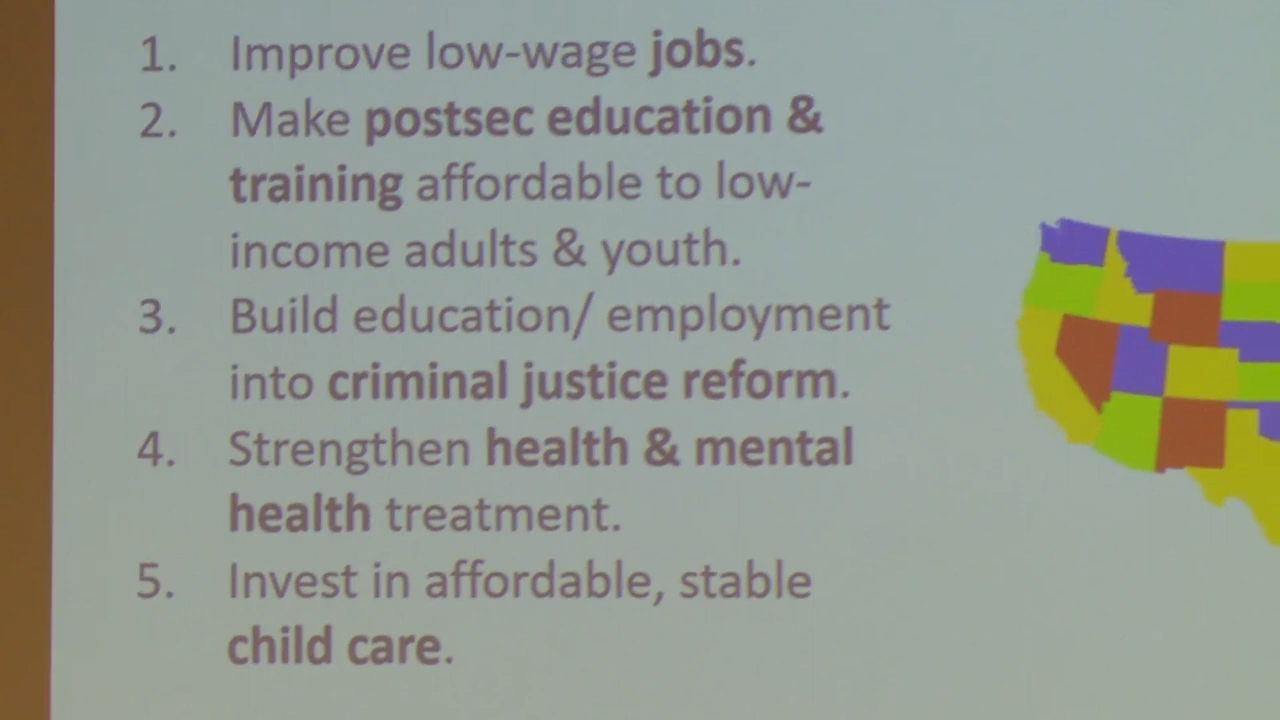 1. Improve low-wage jobs.
2. Make postsec education &
training affordable to low-
income adults & youth.
3. Build education/ employment
into criminal justice reform.
4. Strengthen health & mental
health treatment.
5. Invest in affordable, stable
child care.